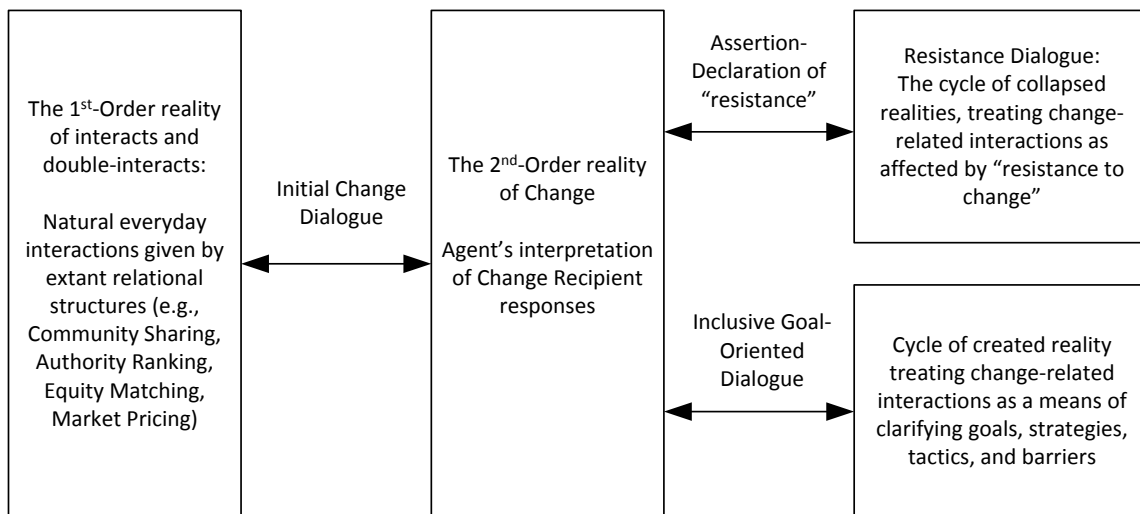 The 1st-Order reality
of interacts and
double-interacts:
Natural everyday
interactions given by
extant relational
structures (e.g.,
Community Sharing,
Authority Ranking,
Equity Matching,
Market Pricing)
Initial Change
Dialogue
The 2nd-Order reality
of Change
Agent’s interpretation
of Change Recipient
responses
Assertion-
Declaration of
“resistance”
Resistance Dialogue:
The cycle of collapsed
realities, treating change-
related interactions as
affected by “resistance to
change”
Inclusive Goal-
Oriented
Dialogue
Cycle of created reality
treating change-related
interactions as a means of
clarifying goals, strategies,
tactics, and barriers